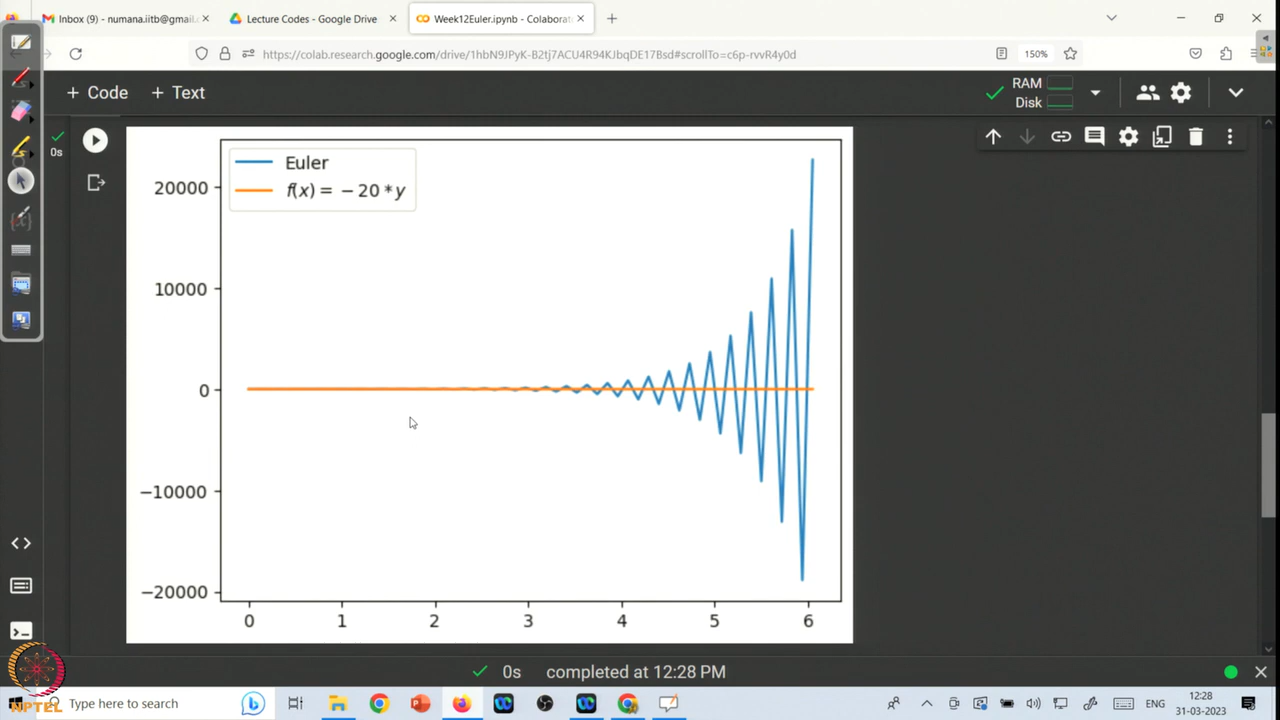 Inbox (9) - numana.iitb@gmail.
Lecture Codes - Google Drive
Week12Euler.ipynb - Colaborat
https://colab.research.google.com/drive/1hbN9JPyK-B2tj7ACU4R94KJbqDE17Bsd#scrollTo=c6p-rvvR4y0d
150%
+ Code + Text
RAM
Disk
0s
Euler
f(x) = −20 * y
20000
10000
0
−10000
−20000
0 1 2 3 4 5 6
0s completed at 12:28 PM
NPTEL
Type here to search
ENG
12:28
31-03-2023